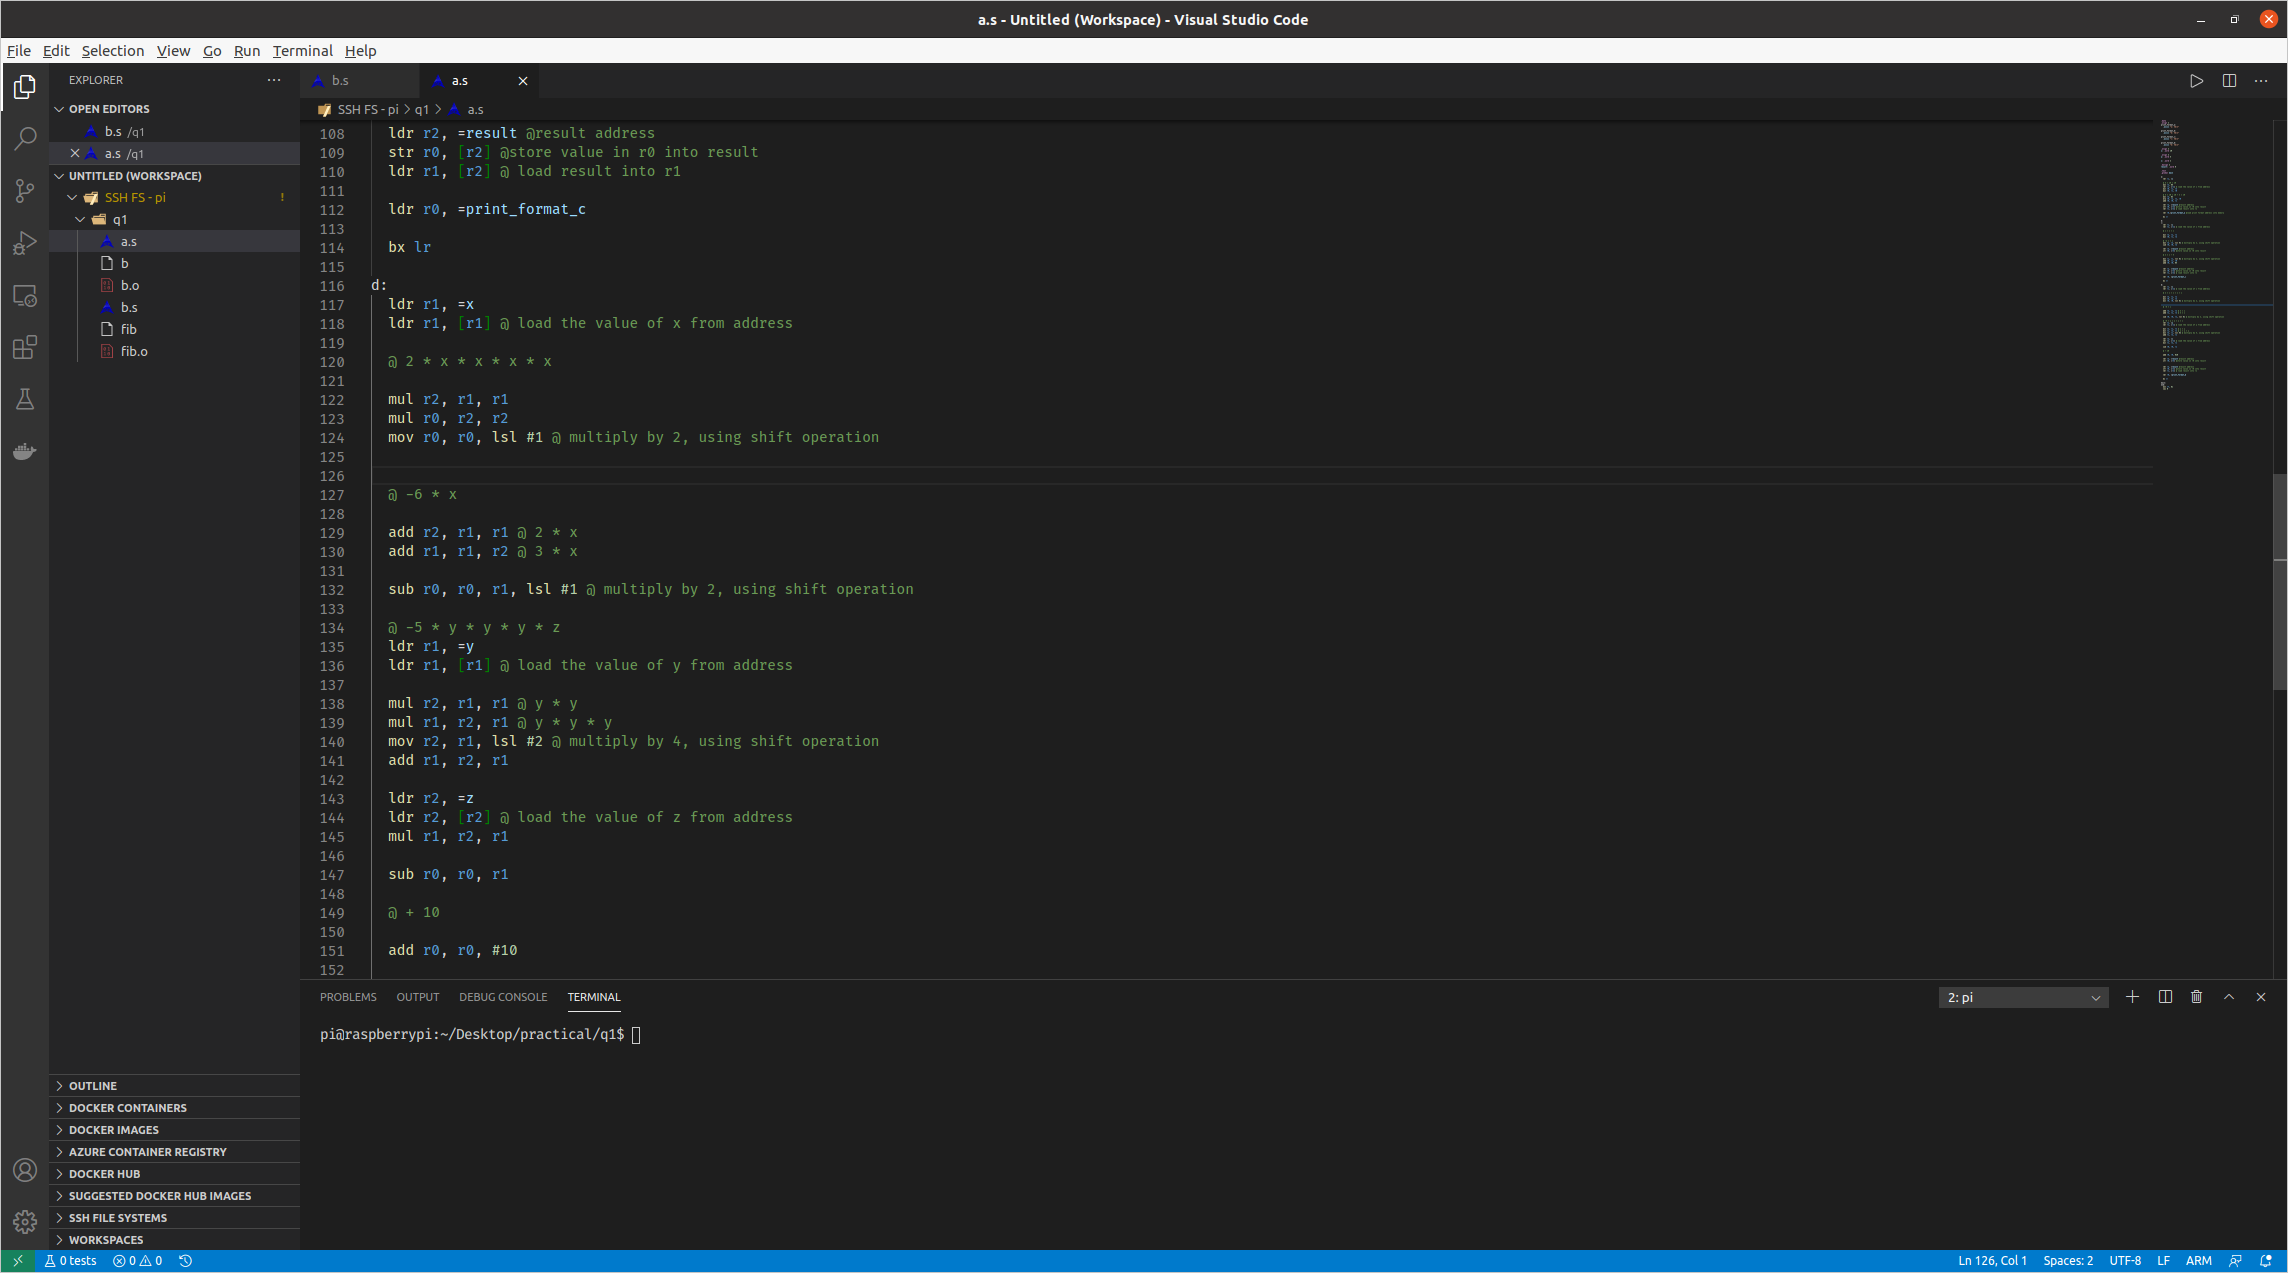 a.s - Untitled (Workspace) - Visual Studio Code
File Edit Selection View Go Run Terminal Help
EXPLORER
OPEN EDITORS
b.s /q1
a.s /q1
UNTITLED (WORKSPACE)
SSH FS - pi !
q1
a.s
b
b.o
b.s
fib
fib.o
OUTLINE
DOCKER CONTAINERS
DOCKER IMAGES
AZURE CONTAINER REGISTRY
DOCKER HUB
SUGGESTED DOCKER HUB IMAGES
SSH FILE SYSTEMS
WORKSPACES
b.s a.s
SSH FS - pi > q1 > a.s
108 ldr r2, =result @result address
109 str r0, [r2] @store value in r0 into result
110 ldr r1, [r2] @ load result into r1
111
112 ldr r0, =print_format_c
113
114 bx lr
115
116 d:
117 ldr r1, =x
118 ldr r1, [r1] @ load the value of x from address
119
120 @ 2 * x * x * x * x
121
122 mul r2, r1, r1
123 mul r0, r2, r2
124 mov r0, r0, lsl #1 @ multiply by 2, using shift operation
125
126
127 @ -6 * x
128
129 add r2, r1, r1 @ 2 * x
130 add r1, r1, r2 @ 3 * x
131
132 sub r0, r0, r1, lsl #1 @ multiply by 2, using shift operation
133
134 @ -5 * y * y * y * z
135 ldr r1, =y
136 ldr r1, [r1] @ load the value of y from address
137
138 mul r2, r1, r1 @ y * y
139 mul r1, r2, r1 @ y * y * y
140 mov r2, r1, lsl #2 @ multiply by 4, using shift operation
141 add r1, r2, r1
142
143 ldr r2, =z
144 ldr r2, [r2] @ load the value of z from address
145 mul r1, r2, r1
146
147 sub r0, r0, r1
148
149 @ + 10
150
151 add r0, r0, #10
152
PROBLEMS OUTPUT DEBUG CONSOLE TERMINAL 2: pi
pi@raspberrypi:~/Desktop/practical/q1$
0 tests 0 0 Ln 126, Col 1 Spaces: 2 UTF-8 LF ARM